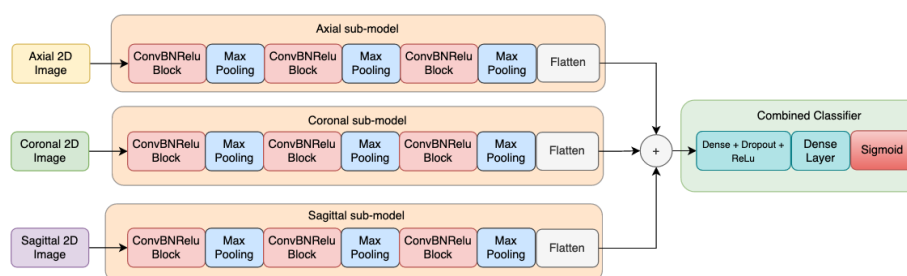 Axial sub-model
Axial 2D
Image
ConvBNRelu
Block
Max
Pooling
ConvBNRelu
Block
Max
Pooling
ConvBNRelu
Block
Max
Pooling
Flatten
Coronal sub-model
Coronal 2D
Image
ConvBNRelu
Block
Max
Pooling
ConvBNRelu
Block
Max
Pooling
ConvBNRelu
Block
Max
Pooling
Flatten
Sagittal sub-model
Sagittal 2D
Image
ConvBNRelu
Block
Max
Pooling
ConvBNRelu
Block
Max
Pooling
ConvBNRelu
Block
Max
Pooling
Flatten
+
Combined Classifier
Dense + Dropout +
ReLu
Dense
Layer
Sigmoid